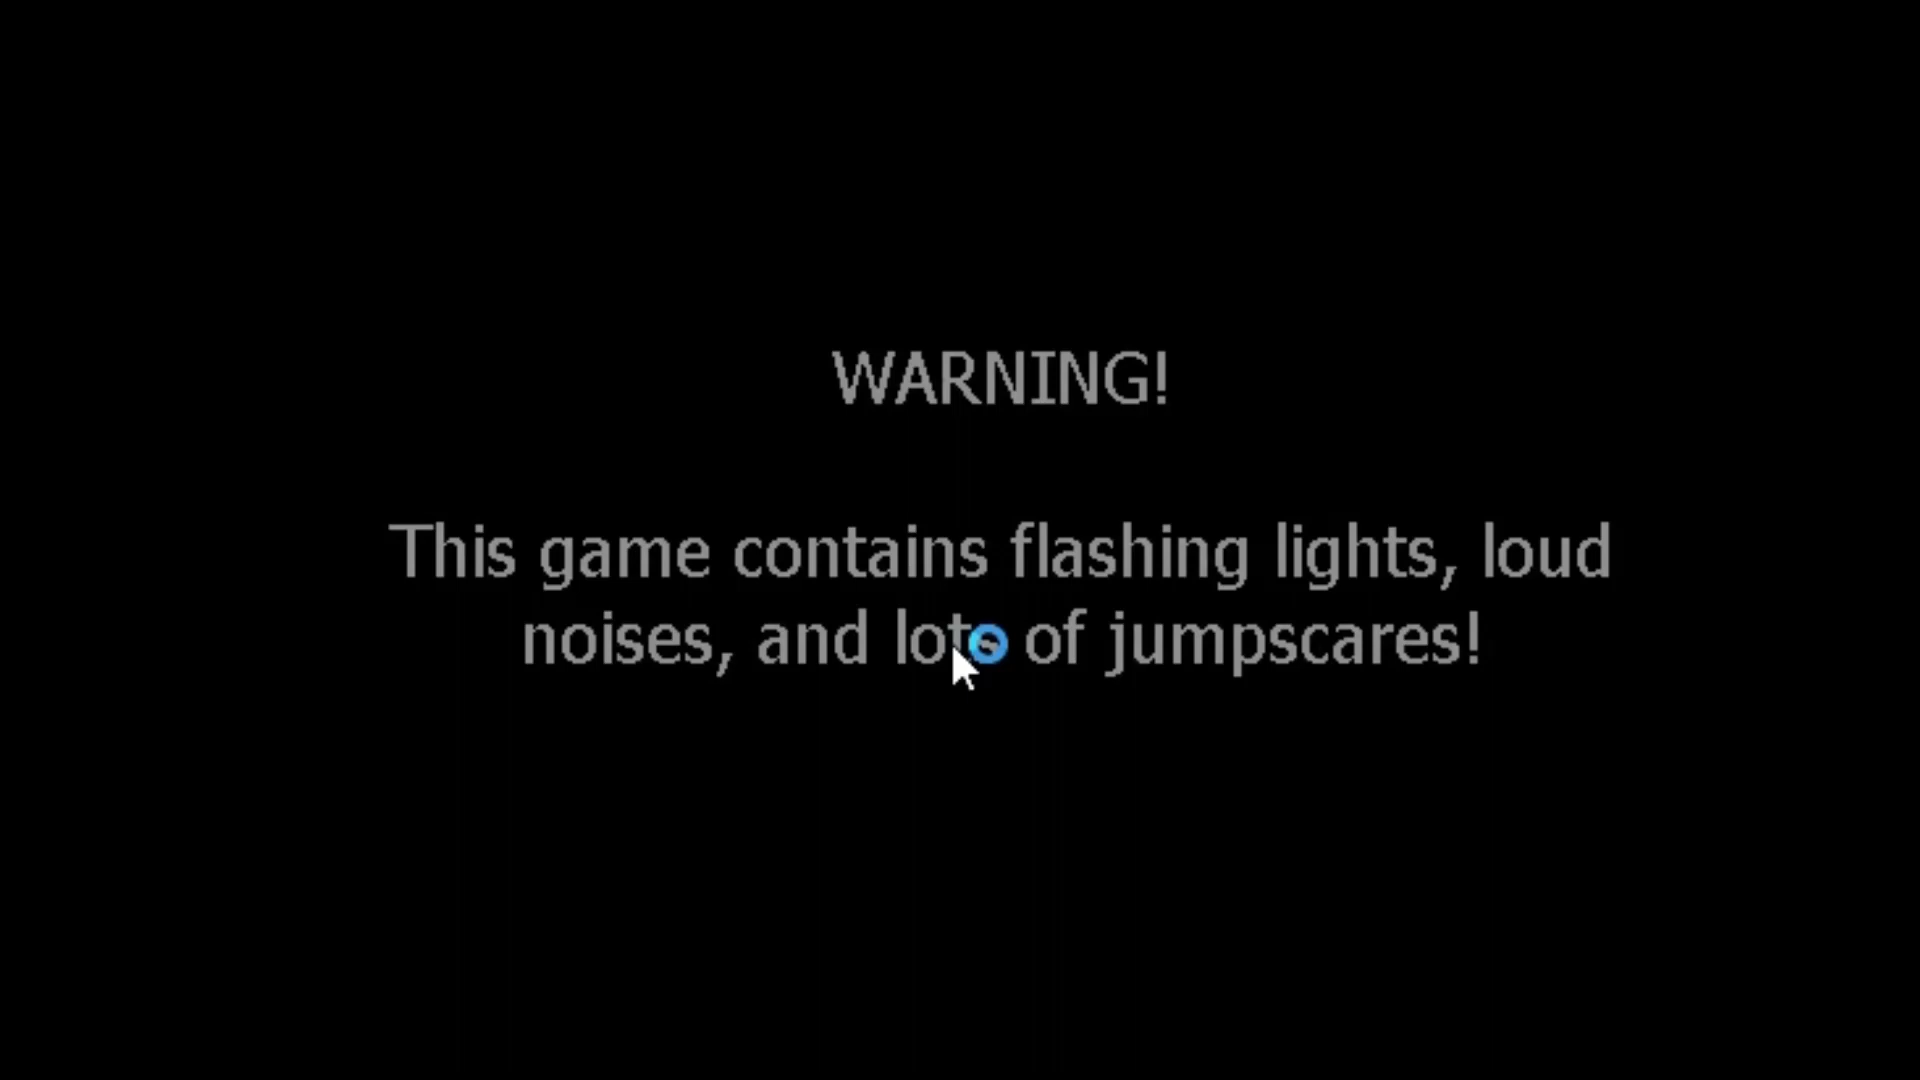 WARNING!
This game contains flashing lights, loud
noises, and lots of jumpscares!